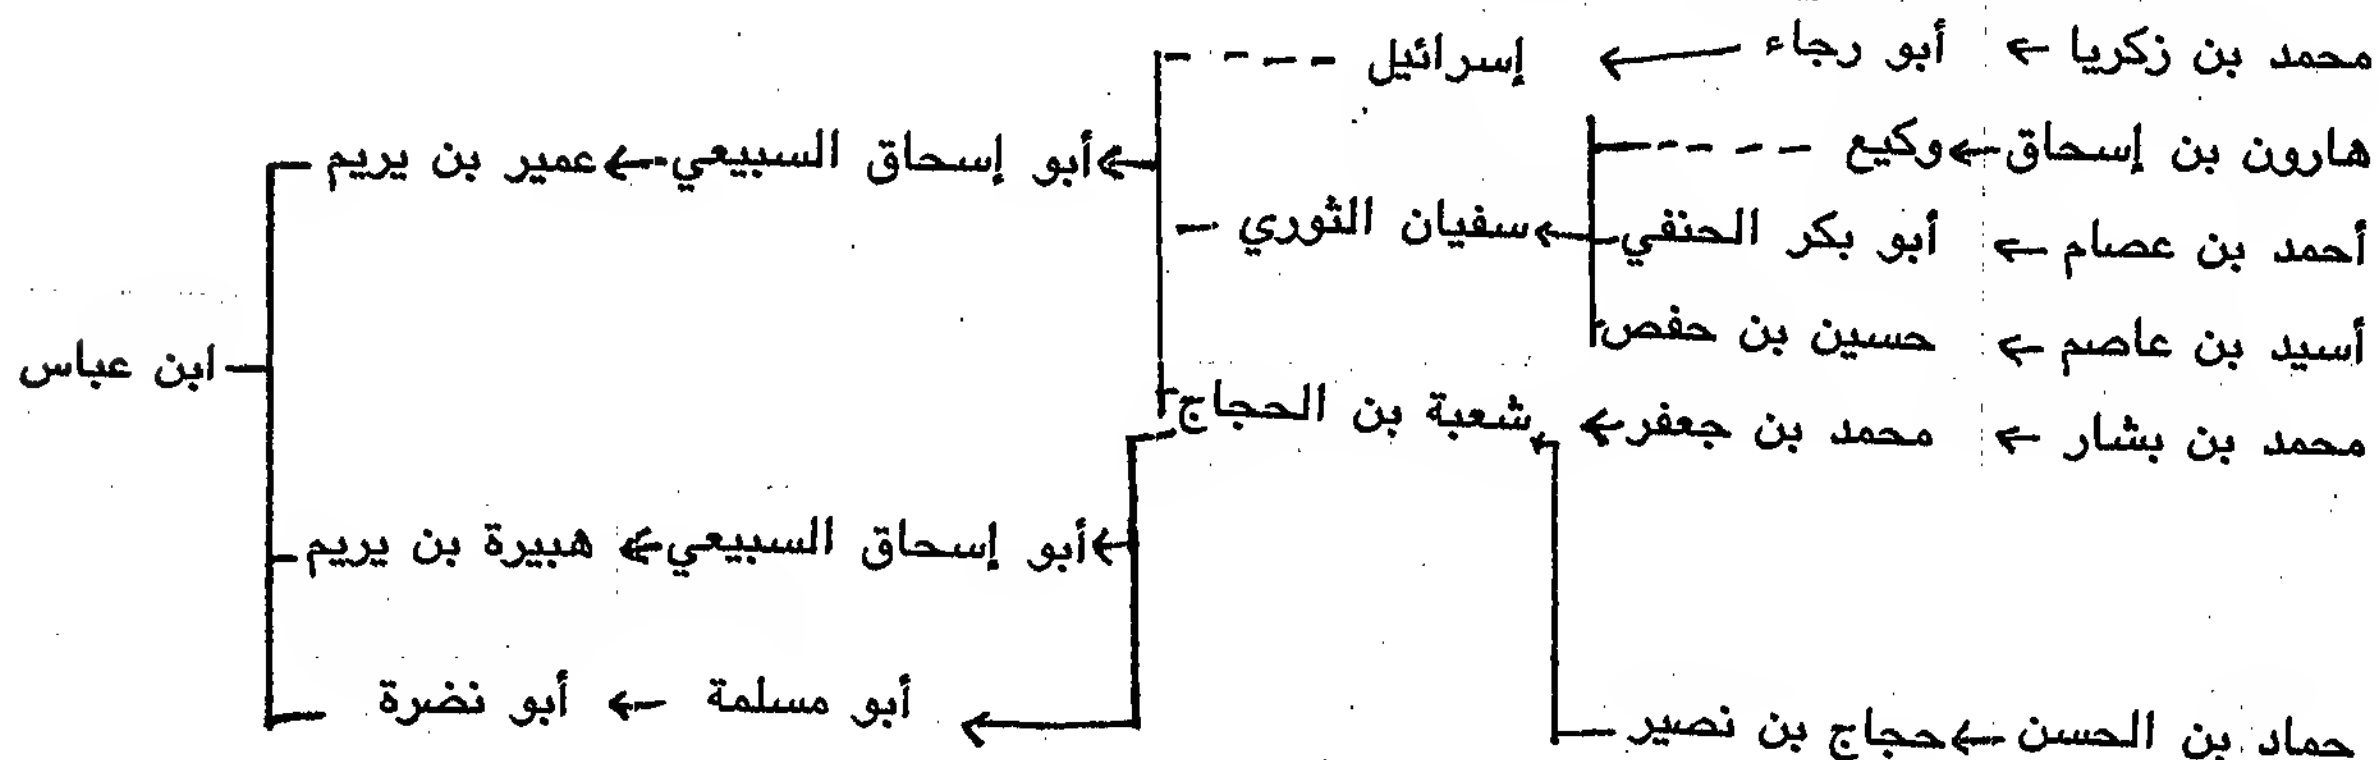 محمد بن زكريا ← أبو رجاء ← إسرائيل
هارون بن إسحاق ← وكيع
أبو إسحاق السبيعي ← عمير بن يريم
أحمد بن عصام ← أبو بكر الحنفي ← سفيان الثوري
أسيد بن عاصم ← حسين بن حفص
ابن عباس
محمد بن بشار ← محمد بن جعفر ← شعبة بن الحجاج
أبو إسحاق السبيعي ← هبيرة بن يريم
أبو مسلمة ← أبو نضرة
حماد بن الحسن ← حجاج بن نصير